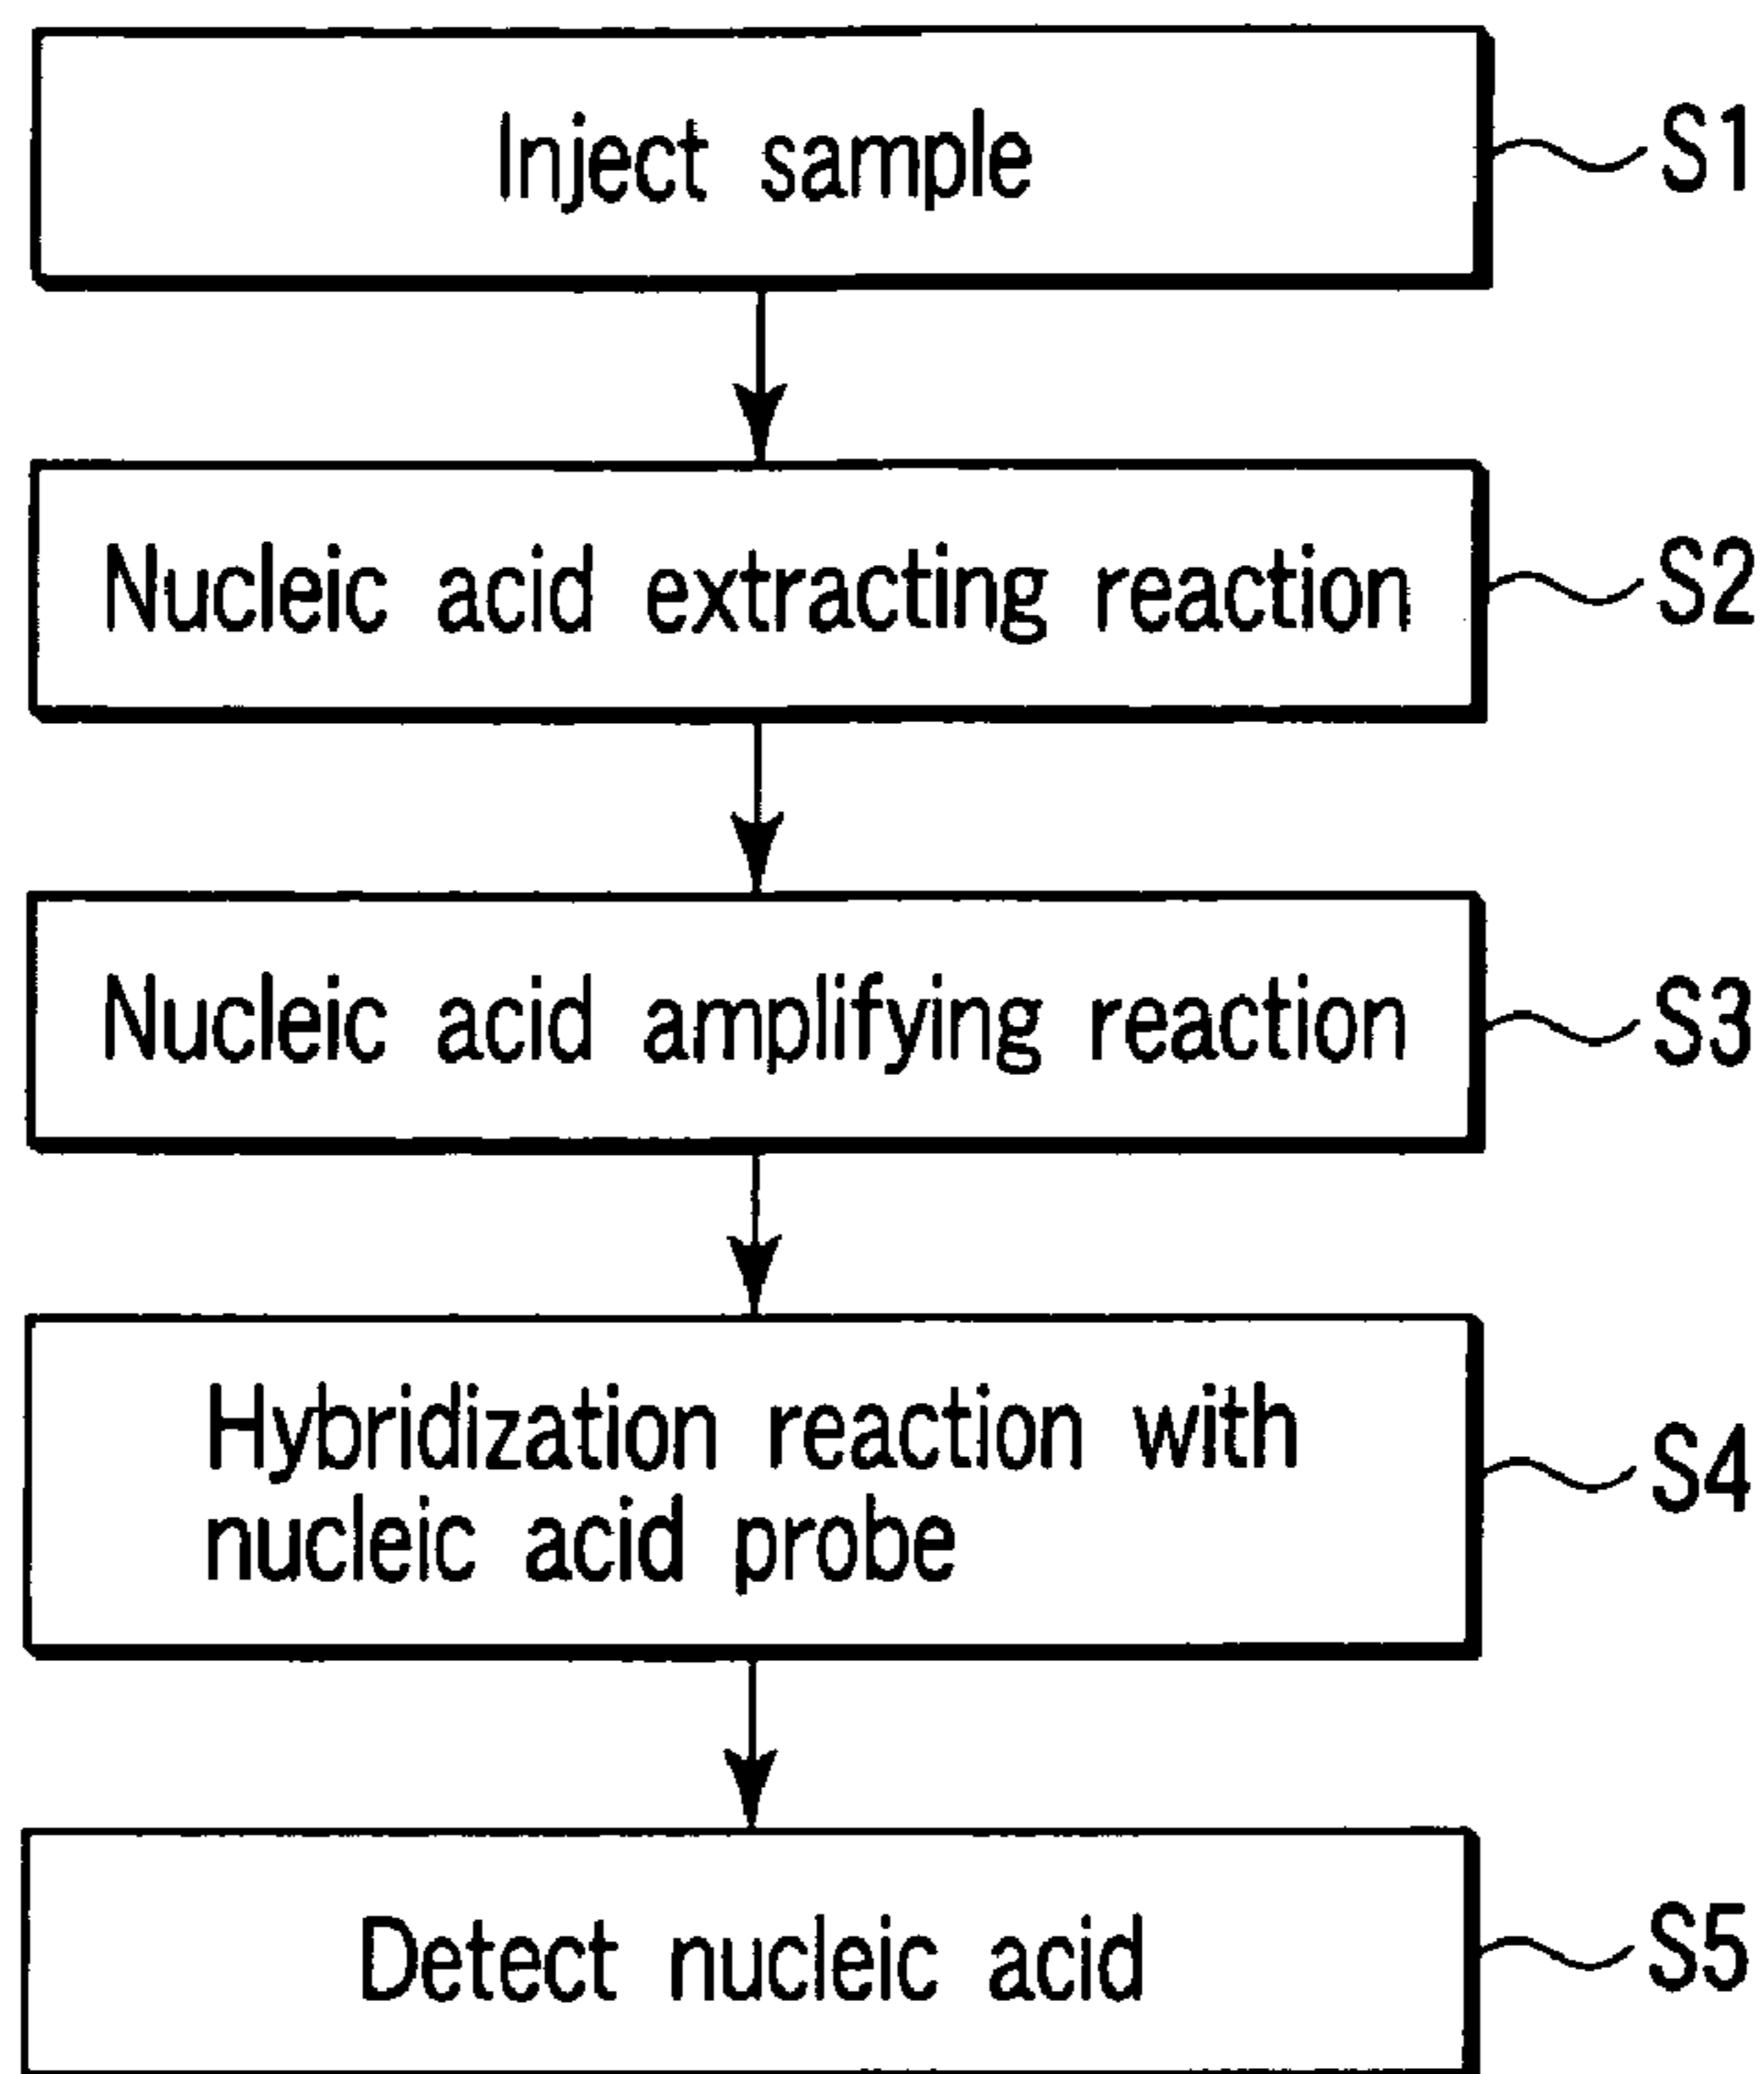 Inject sample
S1
Nucleic acid extracting reaction
S2
Nucleic acid amplifying reaction
S3
Hybridization reaction with
nucleic acid probe
S4
Detect nucleic acid
S5